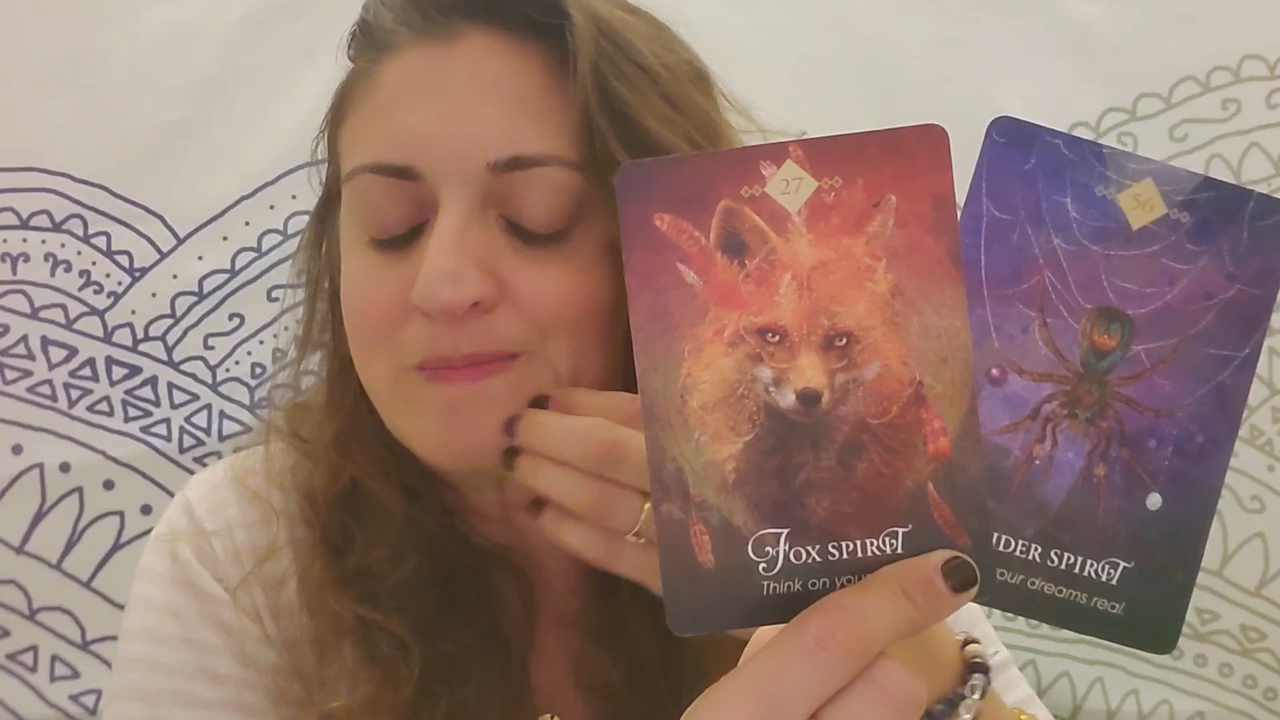 27
FOX SPIRIT
Think on you
56
IDER SPIRIT
our dreams real.